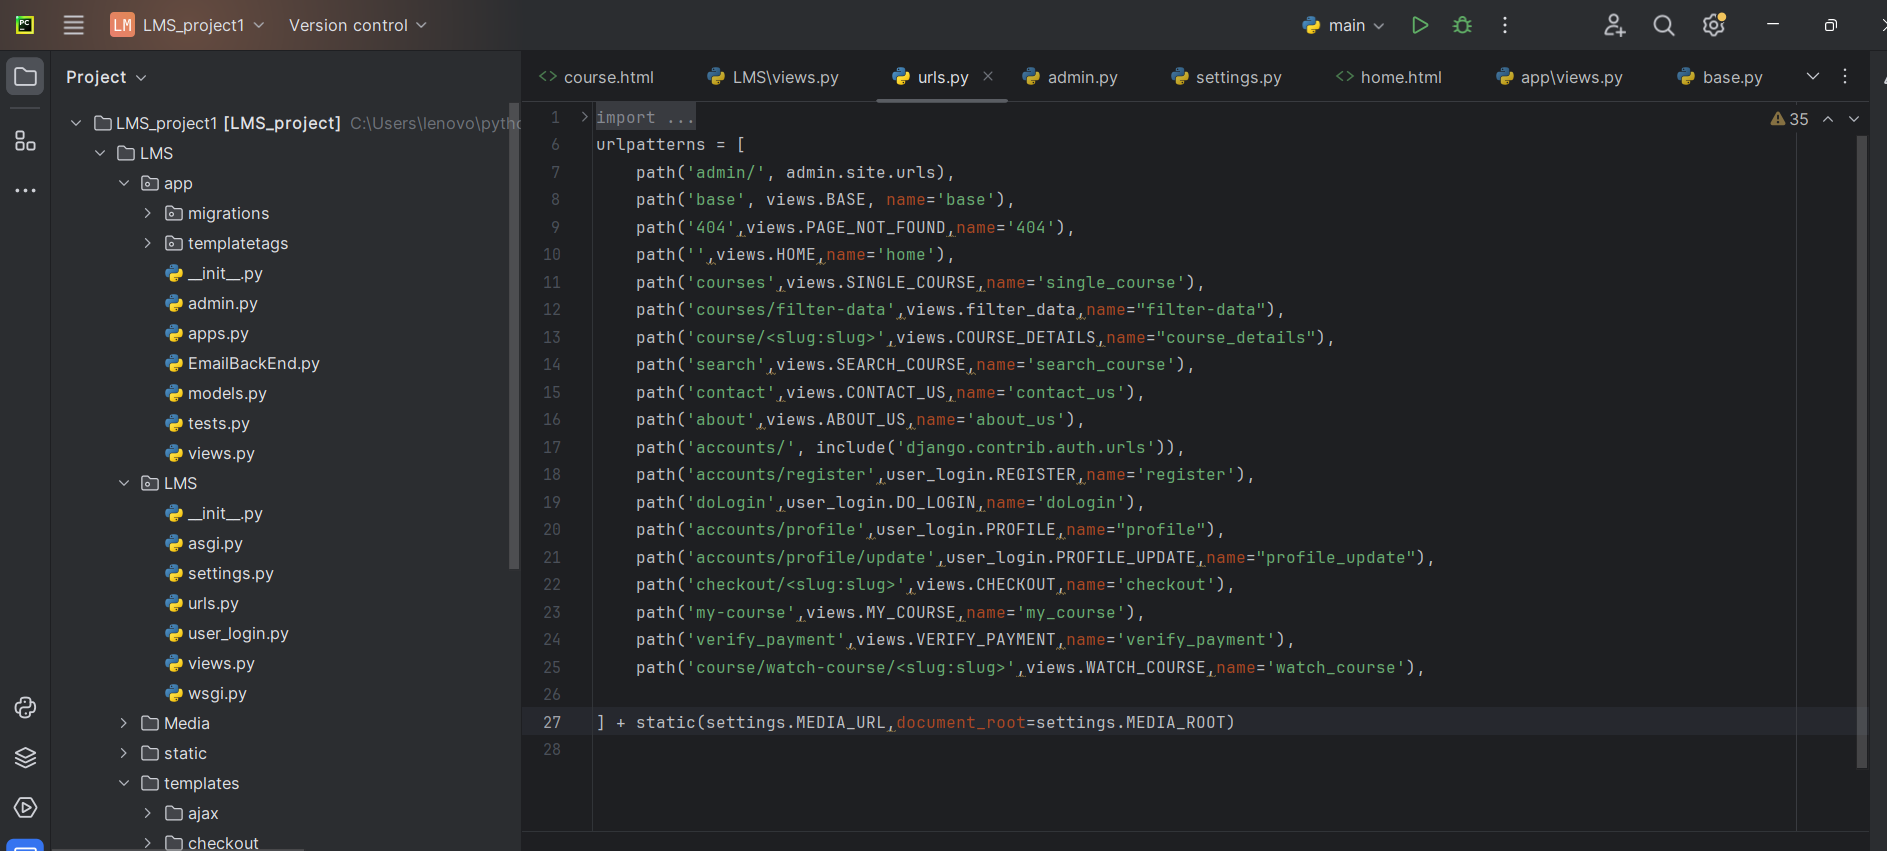 PC
LM LMS_project1
Version control
main
Project
LMS_project1 [LMS_project] C:\Users\lenovo\pytho
LMS
app
migrations
templatetags
__init__.py
admin.py
apps.py
EmailBackEnd.py
models.py
tests.py
views.py
LMS
__init__.py
asgi.py
settings.py
urls.py
user_login.py
views.py
wsgi.py
Media
static
templates
ajax
checkout
course.html
LMS\views.py
urls.py
admin.py
settings.py
home.html
app\views.py
base.py
35
1 import ...
6 urlpatterns = [
7     path('admin/', admin.site.urls),
8     path('base', views.BASE, name='base'),
9     path('404',views.PAGE_NOT_FOUND,name='404'),
10     path('',views.HOME,name='home'),
11     path('courses',views.SINGLE_COURSE,name='single_course'),
12     path('courses/filter-data',views.filter_data,name="filter-data"),
13     path('course/<slug:slug>',views.COURSE_DETAILS,name="course_details"),
14     path('search',views.SEARCH_COURSE,name='search_course'),
15     path('contact',views.CONTACT_US,name='contact_us'),
16     path('about',views.ABOUT_US,name='about_us'),
17     path('accounts/', include('django.contrib.auth.urls')),
18     path('accounts/register',user_login.REGISTER,name='register'),
19     path('doLogin',user_login.DO_LOGIN,name='doLogin'),
20     path('accounts/profile',user_login.PROFILE,name="profile"),
21     path('accounts/profile/update',user_login.PROFILE_UPDATE,name="profile_update"),
22     path('checkout/<slug:slug>',views.CHECKOUT,name='checkout'),
23     path('my-course',views.MY_COURSE,name='my_course'),
24     path('verify_payment',views.VERIFY_PAYMENT,name='verify_payment'),
25     path('course/watch-course/<slug:slug>',views.WATCH_COURSE,name='watch_course'),
26
27 ] + static(settings.MEDIA_URL,document_root=settings.MEDIA_ROOT)
28